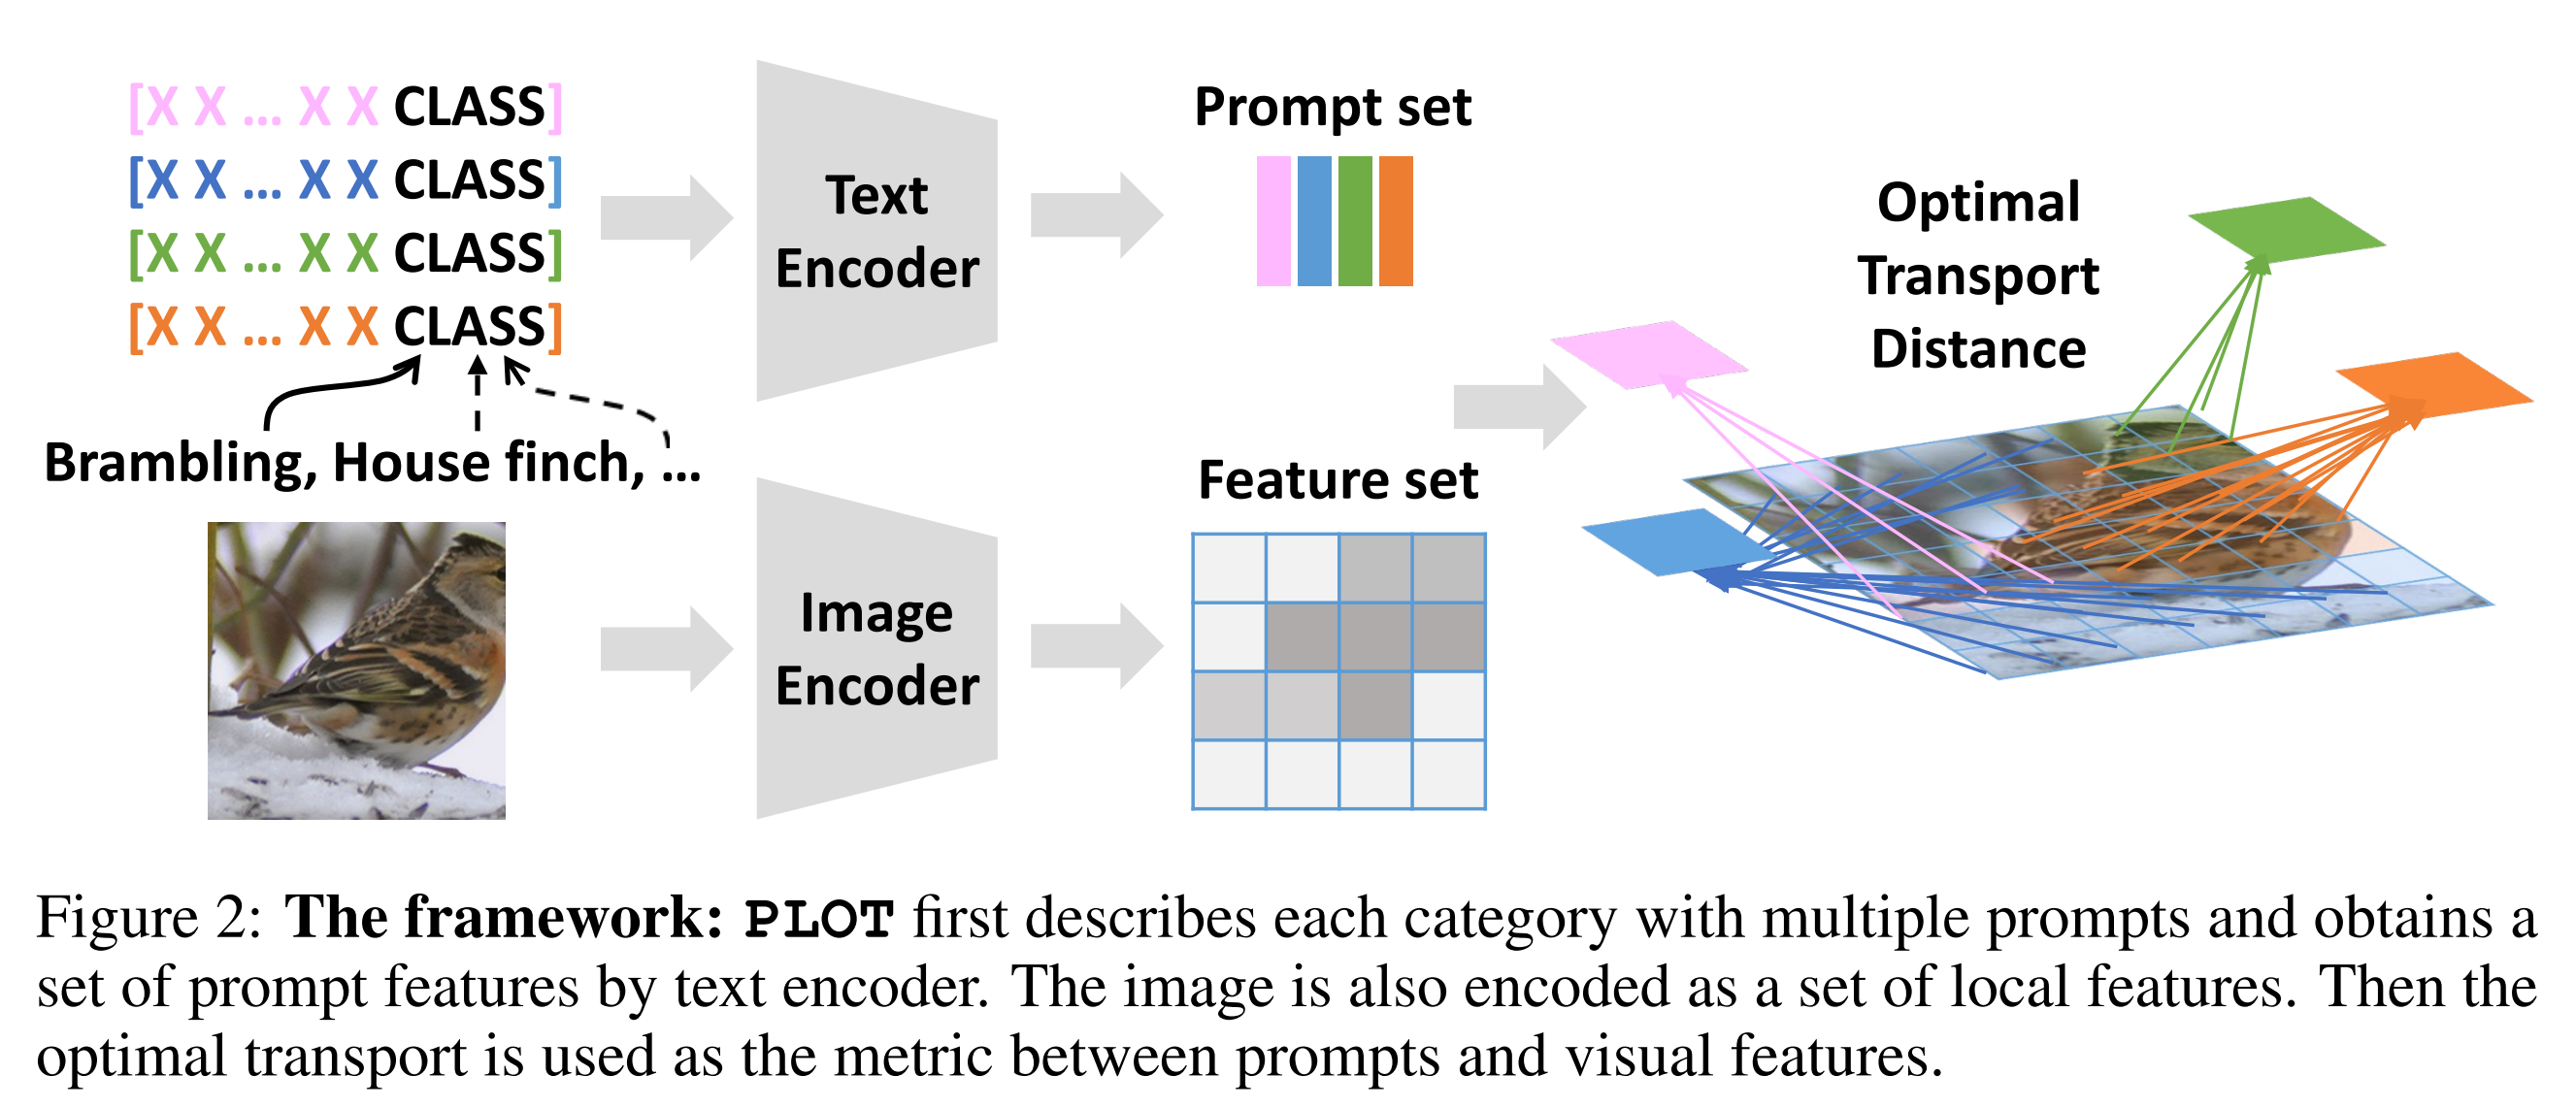 [X X ... X X CLASS]
[X X ... X X CLASS]
[X X ... X X CLASS]
[X X ... X X CLASS]
Brambling, House finch, ...
Text
Encoder
Image
Encoder
Prompt set
Feature set
Optimal
Transport
Distance
Figure 2: The framework: PLOT first describes each category with multiple prompts and obtains a
set of prompt features by text encoder. The image is also encoded as a set of local features. Then the
optimal transport is used as the metric between prompts and visual features.